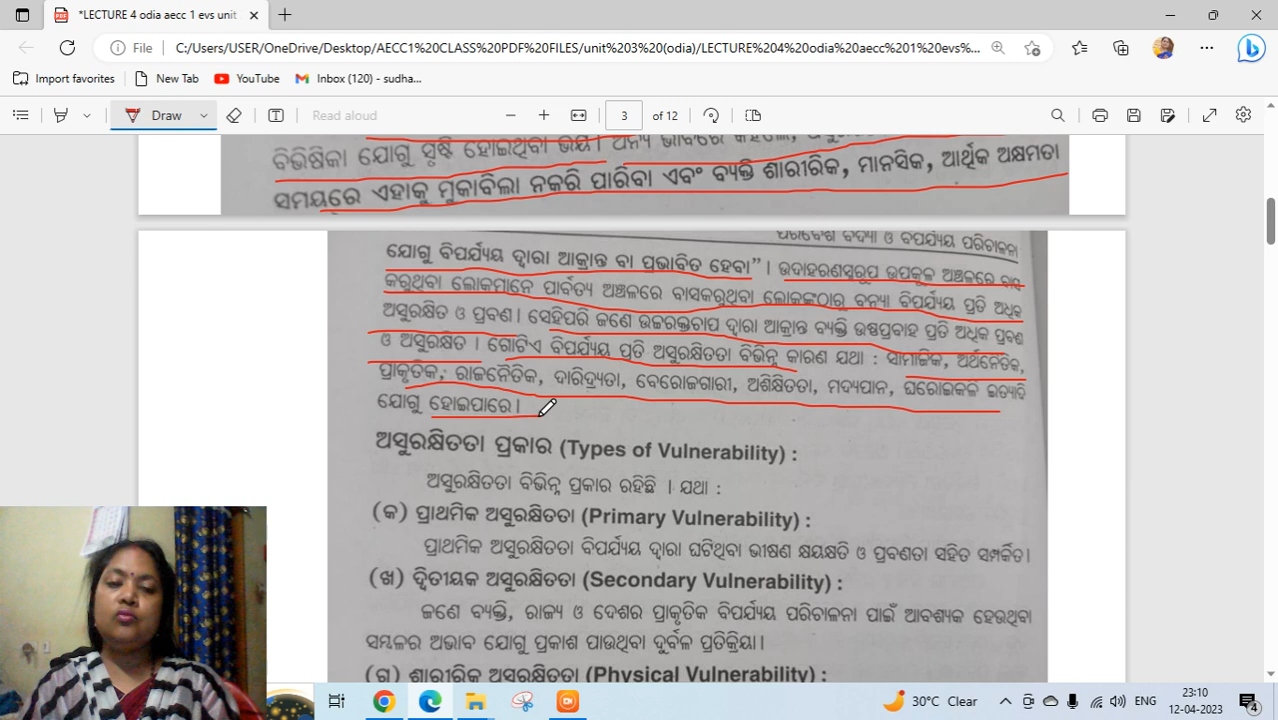 *LECTURE 4 odia aecc 1 evs unit
File C:/Users/USER/OneDrive/Desktop/AECC1%20CLASS%20PDF%20FILES/unit%203%20(odia)/LECTURE%204%20odia%20aecc%201%20evs%...
Import favorites New Tab YouTube Inbox (120) - sudha...
Draw Read aloud 3 of 12
ବିଭିଷିକା ଯୋଗୁ ସୃଷ୍ଟି ହୋଇଥିବା ଭୟ। ଅନ୍ୟ ଭାବରେ କହିଲେ,
ସମୟରେ ଏହାକୁ ମୁକାବିଲା ନକରି ପାରିବା ଏବଂ ବ୍ୟକ୍ତି ଶାରୀରିକ, ମାନସିକ, ଆର୍ଥିକ ଅକ୍ଷମତା
ପରିବେଶ ବିଦ୍ୟା ଓ ବିପର୍ଯ୍ୟୟ ପରିଚାଳନା
ଯୋଗୁ ବିପର୍ଯ୍ୟୟ ଦ୍ୱାରା ଆକ୍ରାନ୍ତ ବା ପ୍ରଭାବିତ ହେବା”। ଉଦାହରଣସ୍ୱରୂପ ଉପକୂଳ ଅଞ୍ଚଳରେ ବାସ
କରୁଥିବା ଲୋକମାନେ ପାର୍ବତ୍ୟ ଅଞ୍ଚଳରେ ବାସକରୁଥିବା ଲୋକଙ୍କଠାରୁ ବନ୍ୟା ବିପର୍ଯ୍ୟୟ ପ୍ରତି ଅଧିକ
ଅସୁରକ୍ଷିତ ଓ ପ୍ରବଣ। ସେହିପରି ଜଣେ ଉଚ୍ଚରକ୍ତଚାପ ଦ୍ୱାରା ଆକ୍ରାନ୍ତ ବ୍ୟକ୍ତି ଉଷ୍ଣପ୍ରବାହ ପ୍ରତି ଅଧିକ ପ୍ରବଣ
ଓ ଅସୁରକ୍ଷିତ। ଗୋଟିଏ ବିପର୍ଯ୍ୟୟ ପ୍ରତି ଅସୁରକ୍ଷିତତା ବିଭିନ୍ନ କାରଣ ଯଥା : ସାମାଜିକ, ଅର୍ଥନୈତିକ,
ପ୍ରାକୃତିକ, ରାଜନୈତିକ, ଦାରିଦ୍ର୍ୟତା, ବେରୋଜଗାରୀ, ଅଶିକ୍ଷିତତା, ମଦ୍ୟପାନ, ଘରୋଇକଳି ଇତ୍ୟାଦି
ଯୋଗୁ ହୋଇପାରେ।
ଅସୁରକ୍ଷିତତା ପ୍ରକାର (Types of Vulnerability) :
ଅସୁରକ୍ଷିତତା ବିଭିନ୍ନ ପ୍ରକାର ରହିଛି । ଯଥା :
(କ) ପ୍ରାଥମିକ ଅସୁରକ୍ଷିତତା (Primary Vulnerability) :
ପ୍ରାଥମିକ ଅସୁରକ୍ଷିତତା ବିପର୍ଯ୍ୟୟ ଦ୍ୱାରା ଘଟିଥିବା ଭୀଷଣ କ୍ଷୟକ୍ଷତି ଓ ପ୍ରବଣତା ସହିତ ସମ୍ପର୍କିତ।
(ଖ) ଦ୍ୱିତୀୟକ ଅସୁରକ୍ଷିତତା (Secondary Vulnerability) :
ଜଣେ ବ୍ୟକ୍ତି, ରାଜ୍ୟ ଓ ଦେଶର ପ୍ରାକୃତିକ ବିପର୍ଯ୍ୟୟ ପରିଚାଳନା ପାଇଁ ଆବଶ୍ୟକ ହେଉଥିବା
ସମ୍ବଳର ଅଭାବ ଯୋଗୁ ପ୍ରକାଶ ପାଉଥିବା ଦୁର୍ବଳ ପ୍ରତିକ୍ରିୟା।
(ଗ) ଶାରୀରିକ ଅସୁରକ୍ଷିତତା (Physical Vulnerability) :
30°C Clear ENG 23:10
12-04-2023 4